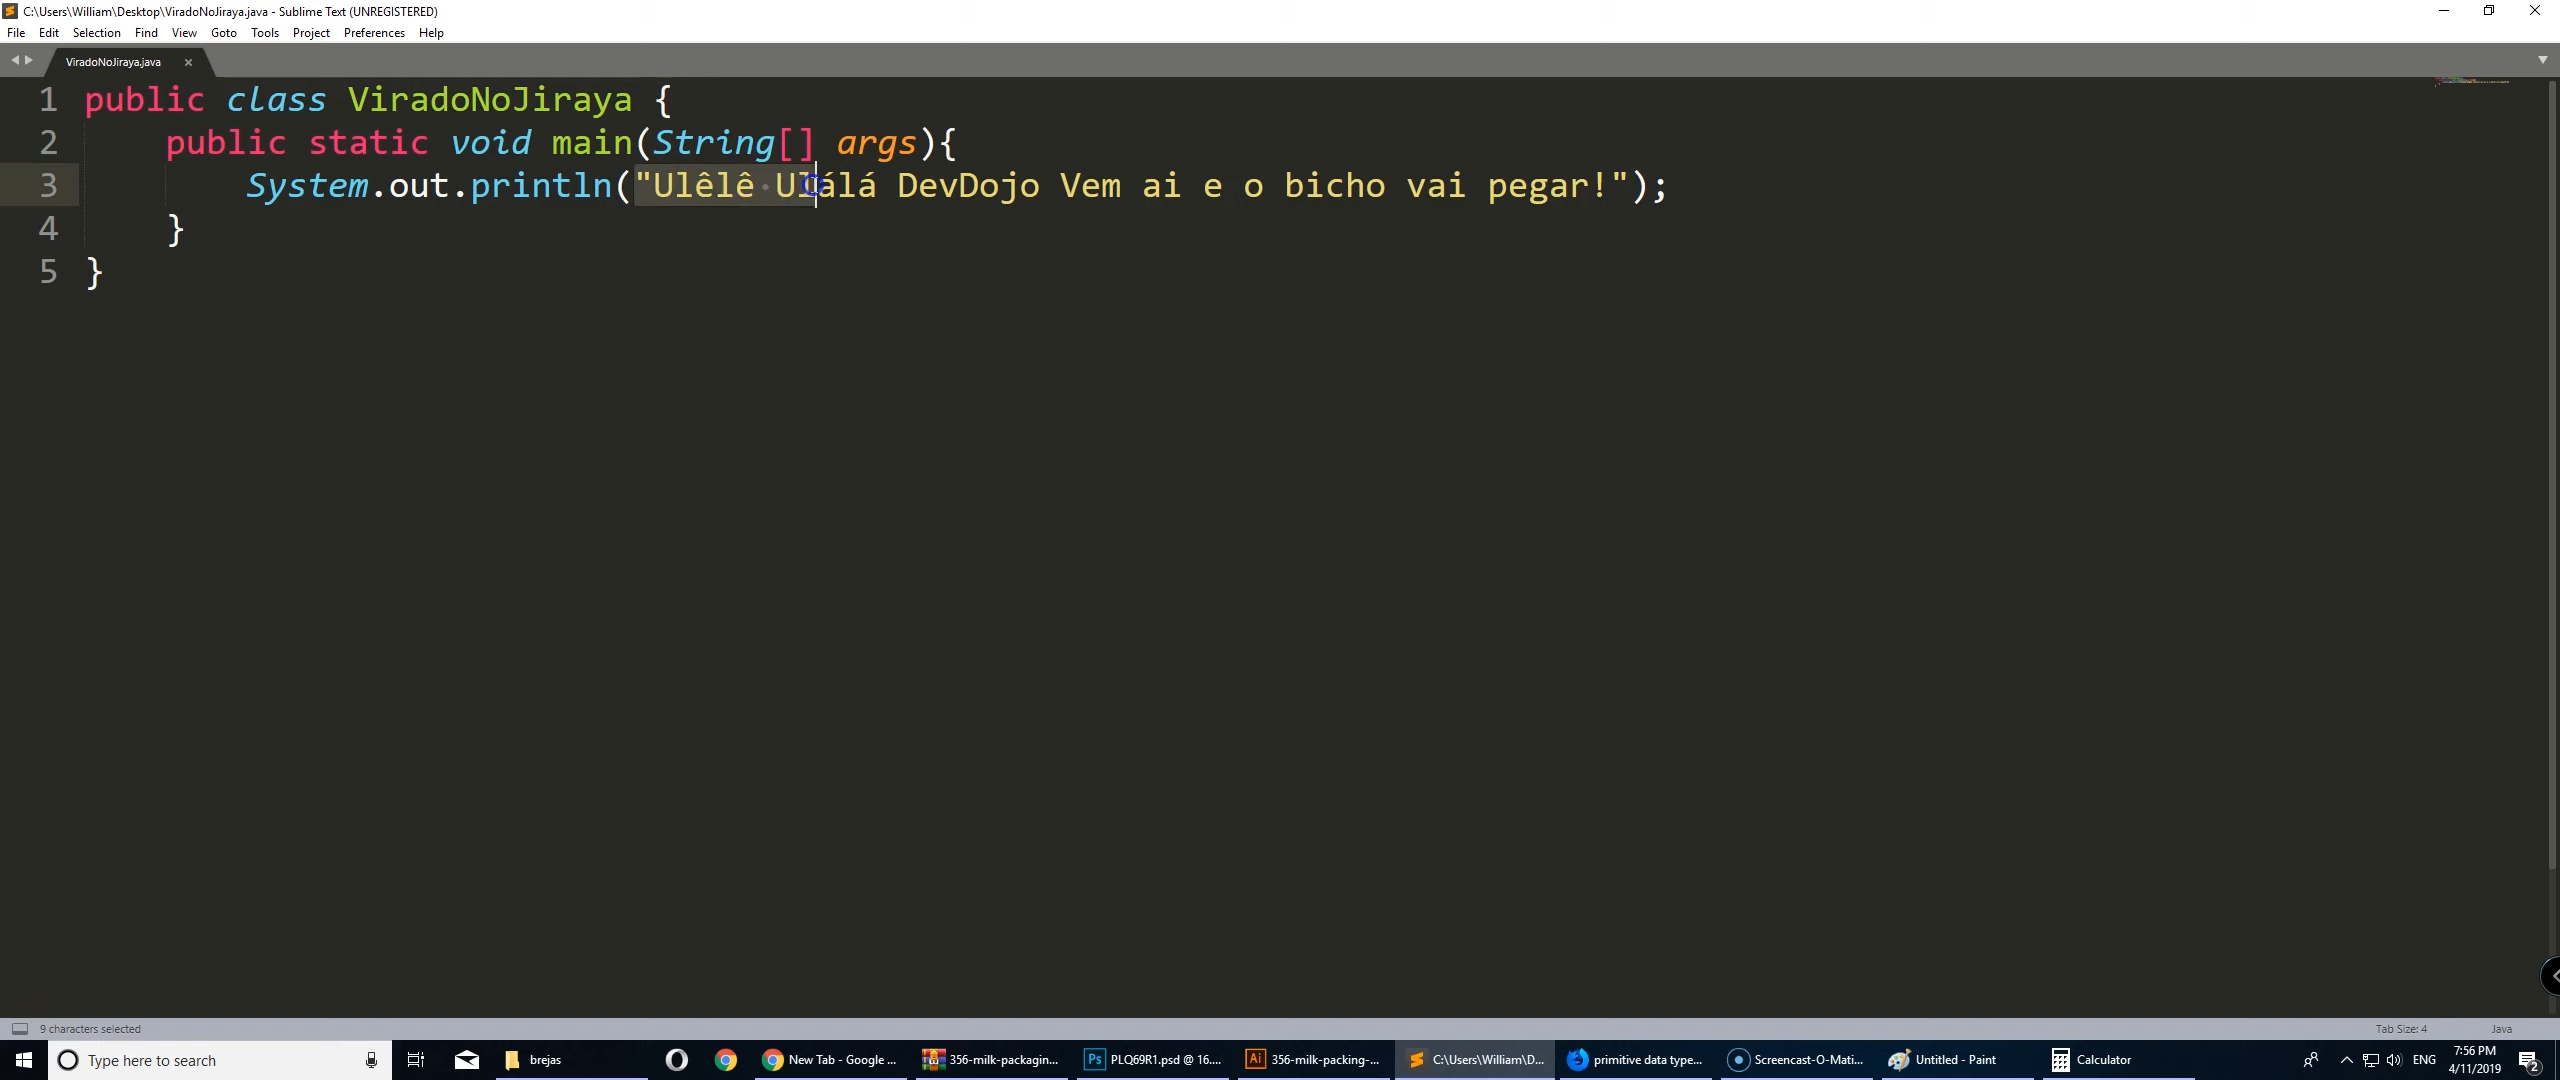 C:\Users\William\Desktop\ViradoNoJiraya.java - Sublime Text (UNREGISTERED)
File Edit Selection Find View Goto Tools Project Preferences Help
ViradoNoJiraya.java
1 public class ViradoNoJiraya {
2 public static void main(String[] args){
3 System.out.println("Ulêlê Ulálá DevDojo Vem ai e o bicho vai pegar!");
4 }
5 }
9 characters selected Tab Size: 4 Java
Type here to search brejas New Tab - Google ... 356-milk-packagin... Ps PLQ69R1.psd @ 16.... Ai 356-milk-packing-... C:\Users\William\D... primitive data type... Screencast-O-Mati... Untitled - Paint Calculator ENG 7:56 PM
4/11/2019 2